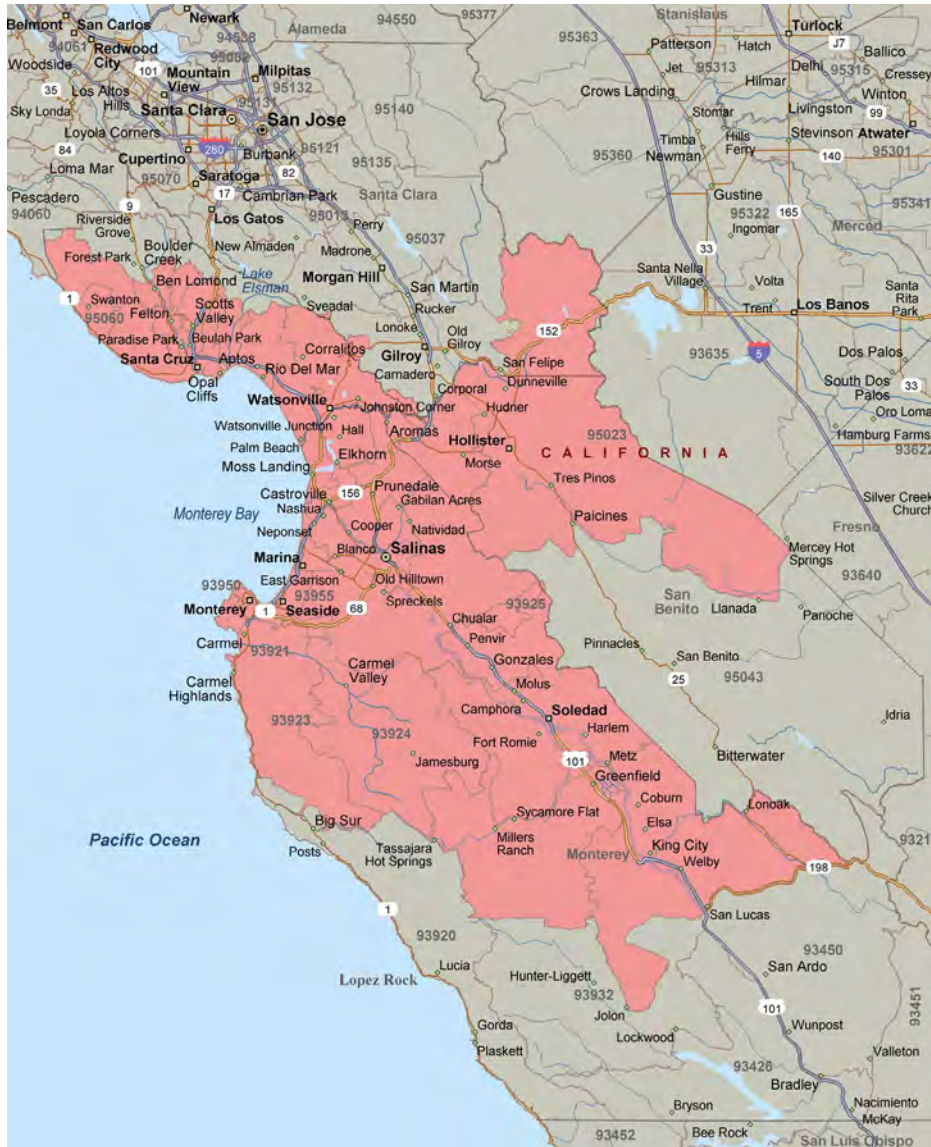 Belmont
San Carlos
Newark
94538
Alameda
94550
95377
Stanislaus
Turlock
J7
95363
94061
Redwood
City
Woodside
101
Mountain
View
Milpitas
95132
Patterson
Hatch
Jet
95313
Delhi
Ballico
95315
Cressey
35
Los Altos
Hills
95131
Crows Landing
Hilmar
Winton
Sky Londa
Santa Clara
San Jose
95140
Stomar
Livingston
99
Loyola Corners
280
Burbank
95121
Timba
Hills
Ferry
Stevinson
Atwater
84
Cupertino
95135
95360
Newman
140
95301
Loma Mar
95070
Saratoga
82
Pescadero
17
Cambrian Park
Santa Clara
Gustine
94060
9
Los Gatos
95013
Perry
95322
165
95341
Riverside
Grove
New Almaden
Madrone
95037
33
Ingomar
Merced
Boulder
Creek
Forest Park
Lake
Elsman
Morgan Hill
Santa Nella
Village
Volta
Ben Lomond
Sveadal
San Martin
Trent
Los Banos
Santa
Rita
Park
1
Swanton
95060
Felton
Scotts
Valley
Rucker
Lonoke
Old
Gilroy
152
Paradise Park
Beulah Park
Corralitos
Gilroy
93635
5
Dos Palos
Santa Cruz
Aptos
Rio Del Mar
Carnadero
San Felipe
Dunneville
South Dos
Palos
33
Opal
Cliffs
Corporal
Watsonville
Johnston Corner
Hudner
Oro Loma
Watsonville Junction
Hall
Aromas
Hollister
95023
Hamburg Farms
93622
Palm Beach
Elkhorn
Morse
CALIFORNIA
Moss Landing
Prunedale
Tres Pinos
Castroville
156
Gabilan Acres
Silver Creek
Church
Monterey Bay
Nashua
Cooper
Natividad
Paicines
Fresno
Neponset
Blanco
Salinas
Mercey Hot
Springs
Marina
East Garrison
Old Hilltown
93640
93950
93955
Spreckels
93925
San
Benito
Llanada
Panoche
Monterey
1
Seaside
68
Chualar
Carmel
93921
Penvir
Pinnacles
San Benito
Carmel
Highlands
Carmel
Valley
Gonzales
25
95043
Molus
93923
93924
Camphora
Soledad
Idria
Harlem
Fort Romie
Bitterwater
Jamesburg
101
Metz
Greenfield
Coburn
Lonoak
Big Sur
Sycamore Flat
Elsa
Pacific Ocean
Posts
Tassajara
Hot Springs
Millers
Ranch
Monterey
King City
Welby
198
9321
1
San Lucas
93920
93450
Lopez Rock
Lucia
Hunter-Liggett
93932
San Ardo
93451
Jolon
101
Gorda
Lockwood
Wunpost
Plaskett
Valleton
93426
Bradley
Nacimiento
Bryson
McKay
93452
Bee Rock
San Luis Obispo